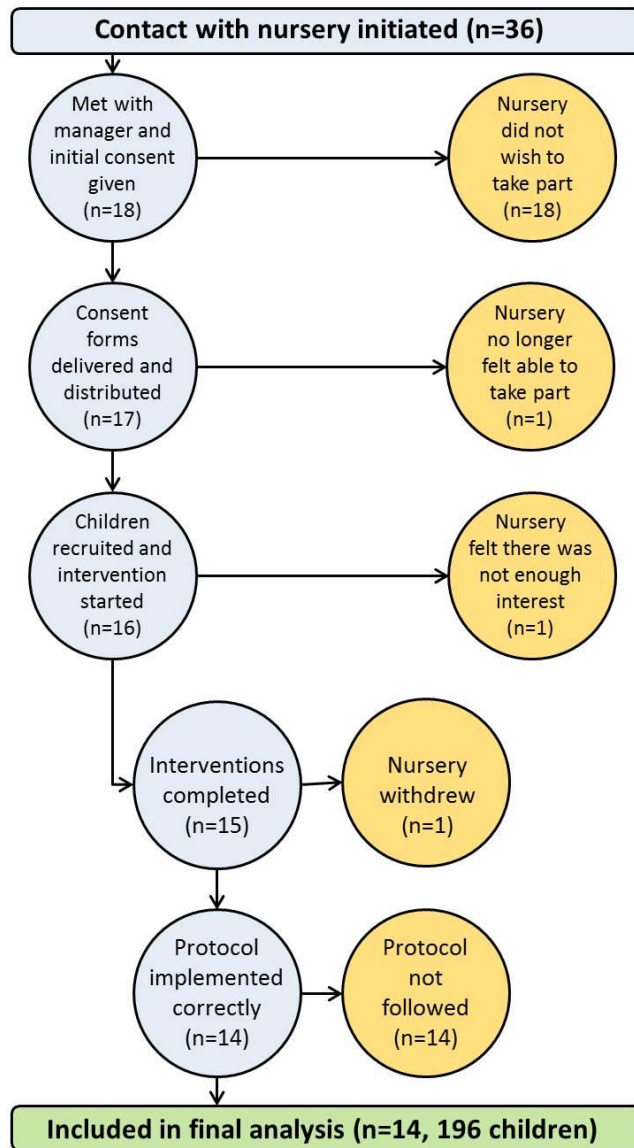 Contact with nursery initiated (n=36)
Met with
manager and
initial consent
given
(n=18)
Nursery
did not
wish to
take part
(n=18)
Consent
forms
delivered and
distributed
(n=17)
Nursery
no longer
felt able to
take part
(n=1)
Children
recruited and
intervention
started
(n=16)
Nursery
felt there was
not enough
interest
(n=1)
Interventions
completed
(n=15)
Nursery
withdrew
(n=1)
Protocol
implemented
correctly
(n=14)
Protocol
not
followed
(n=14)
Included in final analysis (n=14, 196 children)